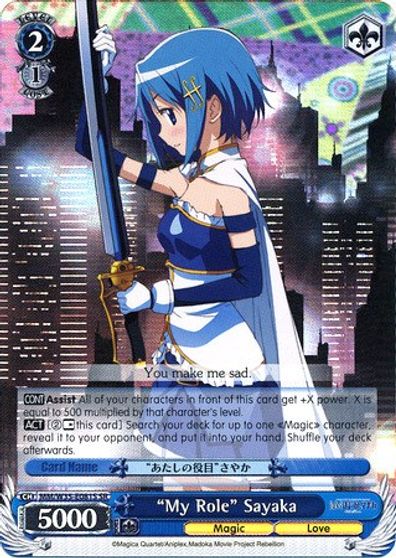 LEVEL
2
1
COST
You make me sad.
CONT Assist All of your characters in front of this card get +X power. X is
equal to 500 multiplied by that character's level.
ACT [② this card] Search your deck for up to one «Magic» character,
reveal it to your opponent, and put it into your hand. Shuffle your deck
afterwards.
Card Name
“あたしの役目”さやか
CH
5000
“My Role” Sayaka
Magic
Love
©Magica Quartet/Aniplex, Madoka Movie Project Rebellion